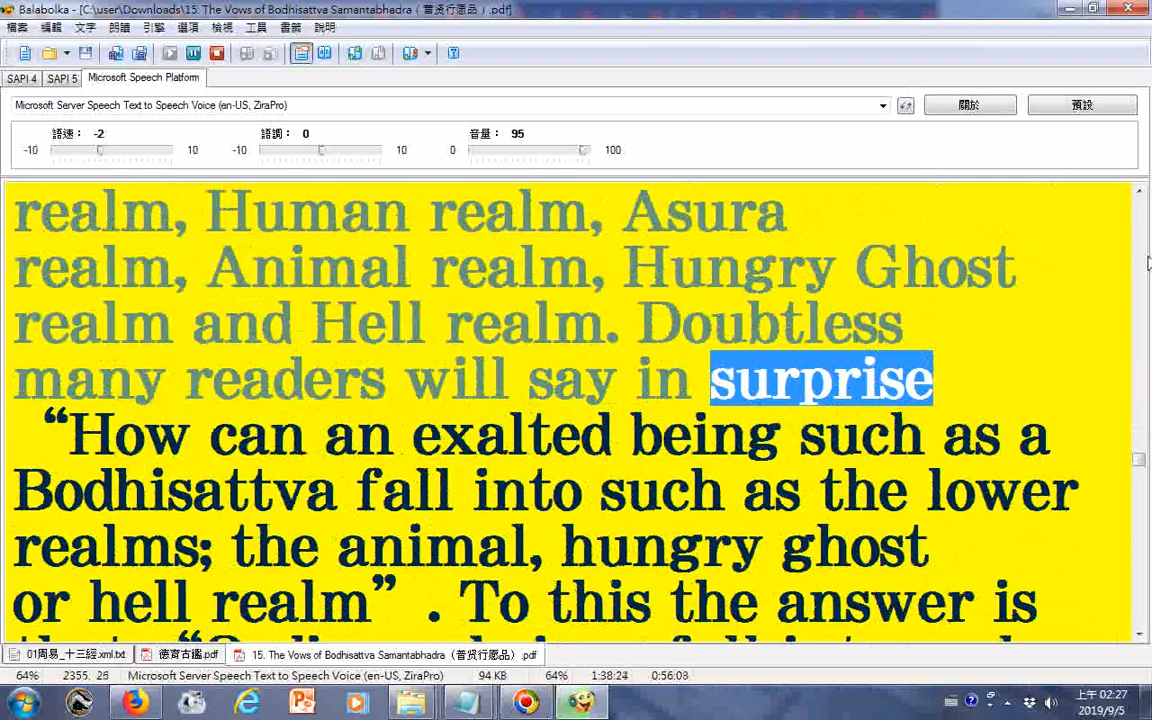 Balabolka - [C:\user\Downloads\15. The Vows of Bodhisattva Samantabhadra（普贤行愿品）.pdf]
檔案 編輯 文字 朗讀 引擎 選項 檢視 工具 書籤 說明
SAPI 4 SAPI 5 Microsoft Speech Platform
Microsoft Server Speech Text to Speech Voice (en-US, ZiraPro) 關於 預設
語速： -2 語調： 0 音量： 95
-10 10 -10 10 0 100
realm, Human realm, Asura
realm, Animal realm, Hungry Ghost
realm and Hell realm. Doubtless
many readers will say in surprise
“How can an exalted being such as a
Bodhisattva fall into such as the lower
realms; the animal, hungry ghost
or hell realm” . To this the answer is
01周易_十三經.xml.txt 德育古鑑.pdf 15. The Vows of Bodhisattva Samantabhadra（普贤行愿品）.pdf
64% 2355, 26 Microsoft Server Speech Text to Speech Voice (en-US, ZiraPro) 94 KB 64% 1:38:24 0:56:03
上午 02:27
2019/9/5